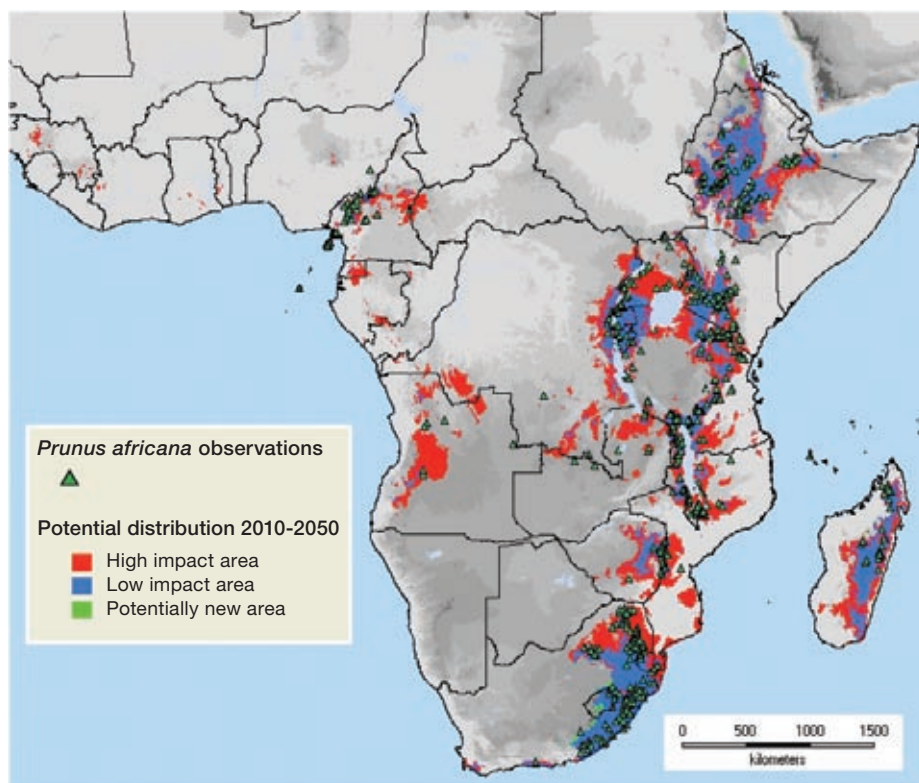 Prunus africana observations
Potential distribution 2010-2050
High impact area
Low impact area
Potentially new area
0 500 1000 1500
kilometers